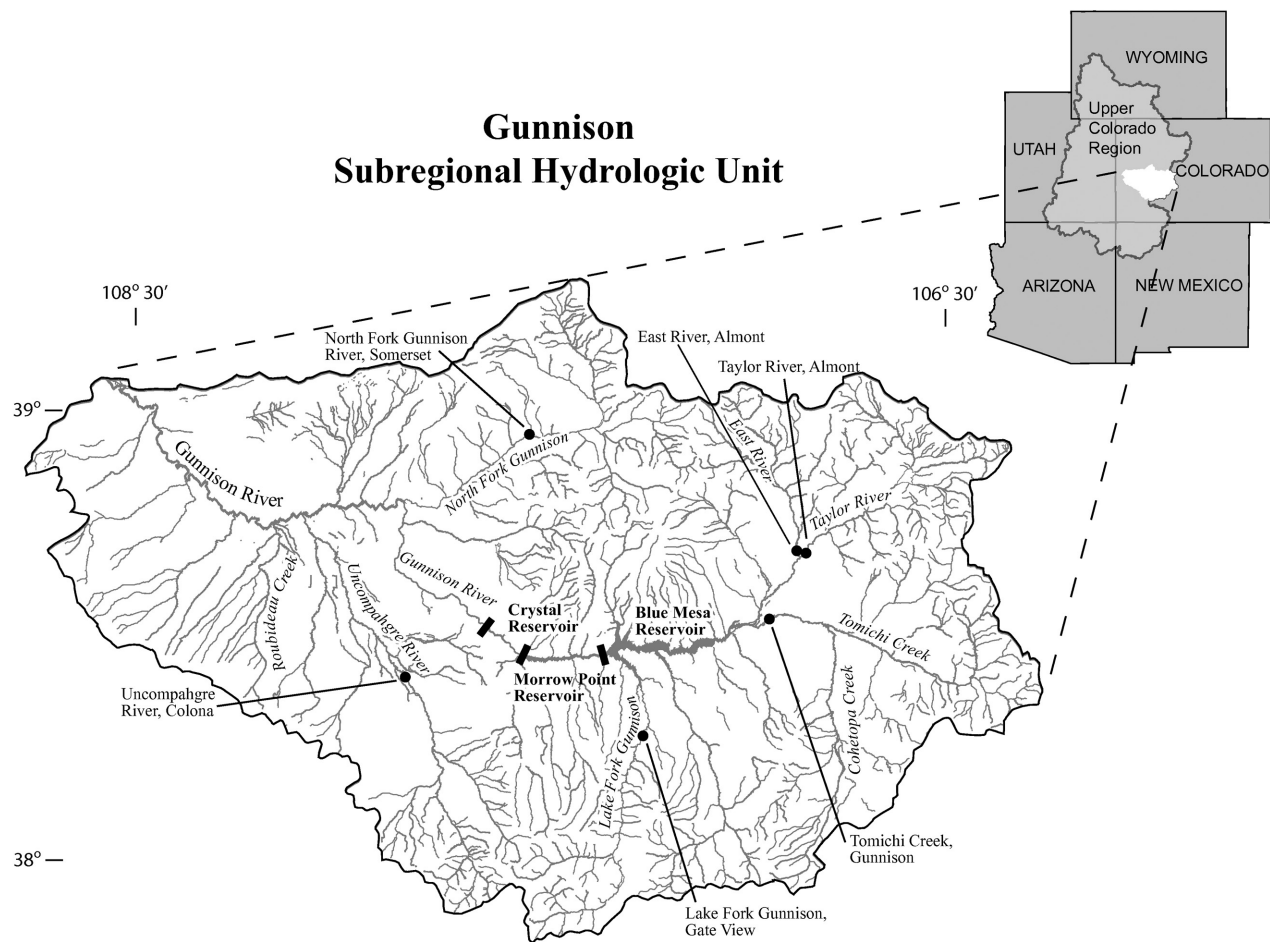 Gunnison
Subregional Hydrologic Unit
WYOMING
Upper
Colorado
Region
UTAH
COLORADO
ARIZONA
NEW MEXICO
108° 30′
106° 30′
North Fork Gunnison
River, Somerset
East River, Almont
Taylor River, Almont
39°
Gunnison River
North Fork Gunnison
East River
Taylor River
Roubideau Creek
Uncompahgre River
Gunnison River
Crystal
Reservoir
Blue Mesa
Reservoir
Tomichi Creek
Morrow Point
Reservoir
Uncompahgre
River, Colona
Lake Fork Gunnison
Cohetopa Creek
38°
Tomichi Creek,
Gunnison
Lake Fork Gunnison,
Gate View